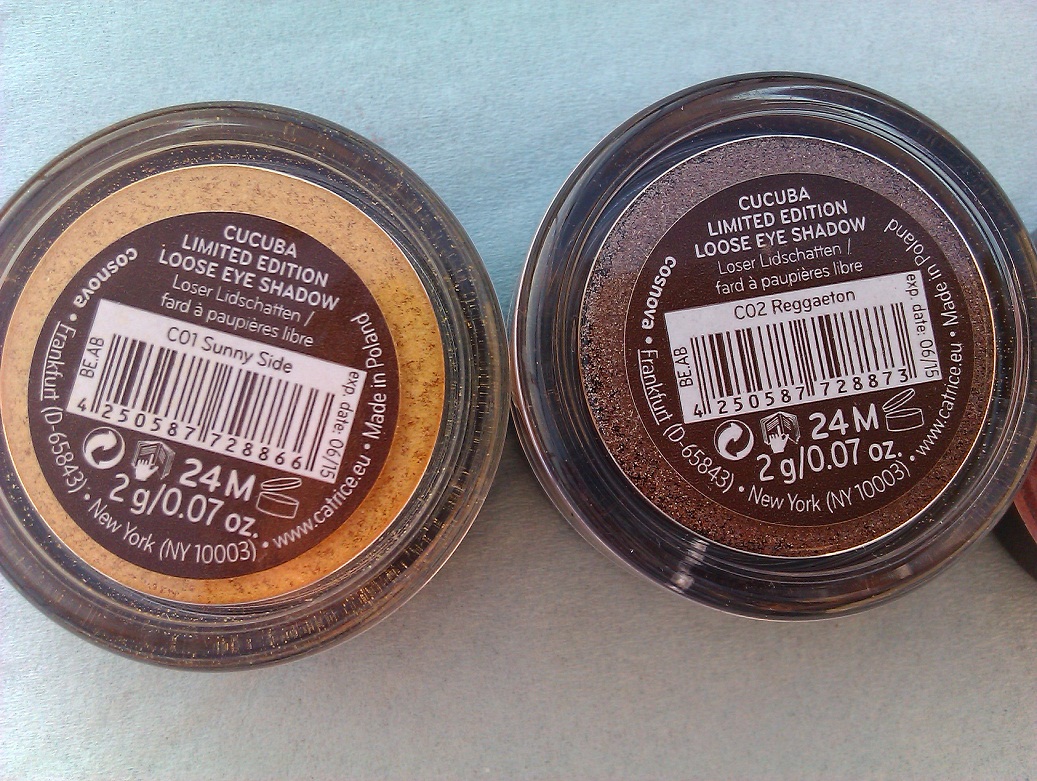 CUCUBA
LIMITED EDITION
LOOSE EYE SHADOW
Loser Lidschatten /
fard à paupières libre
C01 Sunny Side
BE.AB
exp. date: 06/15
4 250587 728866
24 M
2 g/0.07 oz.
cosnova • Frankfurt (D-65843) • New York (NY 10003) • www.catrice.eu • Made in Poland
CUCUBA
LIMITED EDITION
LOOSE EYE SHADOW
Loser Lidschatten /
fard à paupières libre
C02 Reggaeton
BE.AB
exp. date: 06/15
4 250587 728873
24 M
2 g/0.07 oz.
cosnova • Frankfurt (D-65843) • New York (NY 10003) • www.catrice.eu • Made in Poland